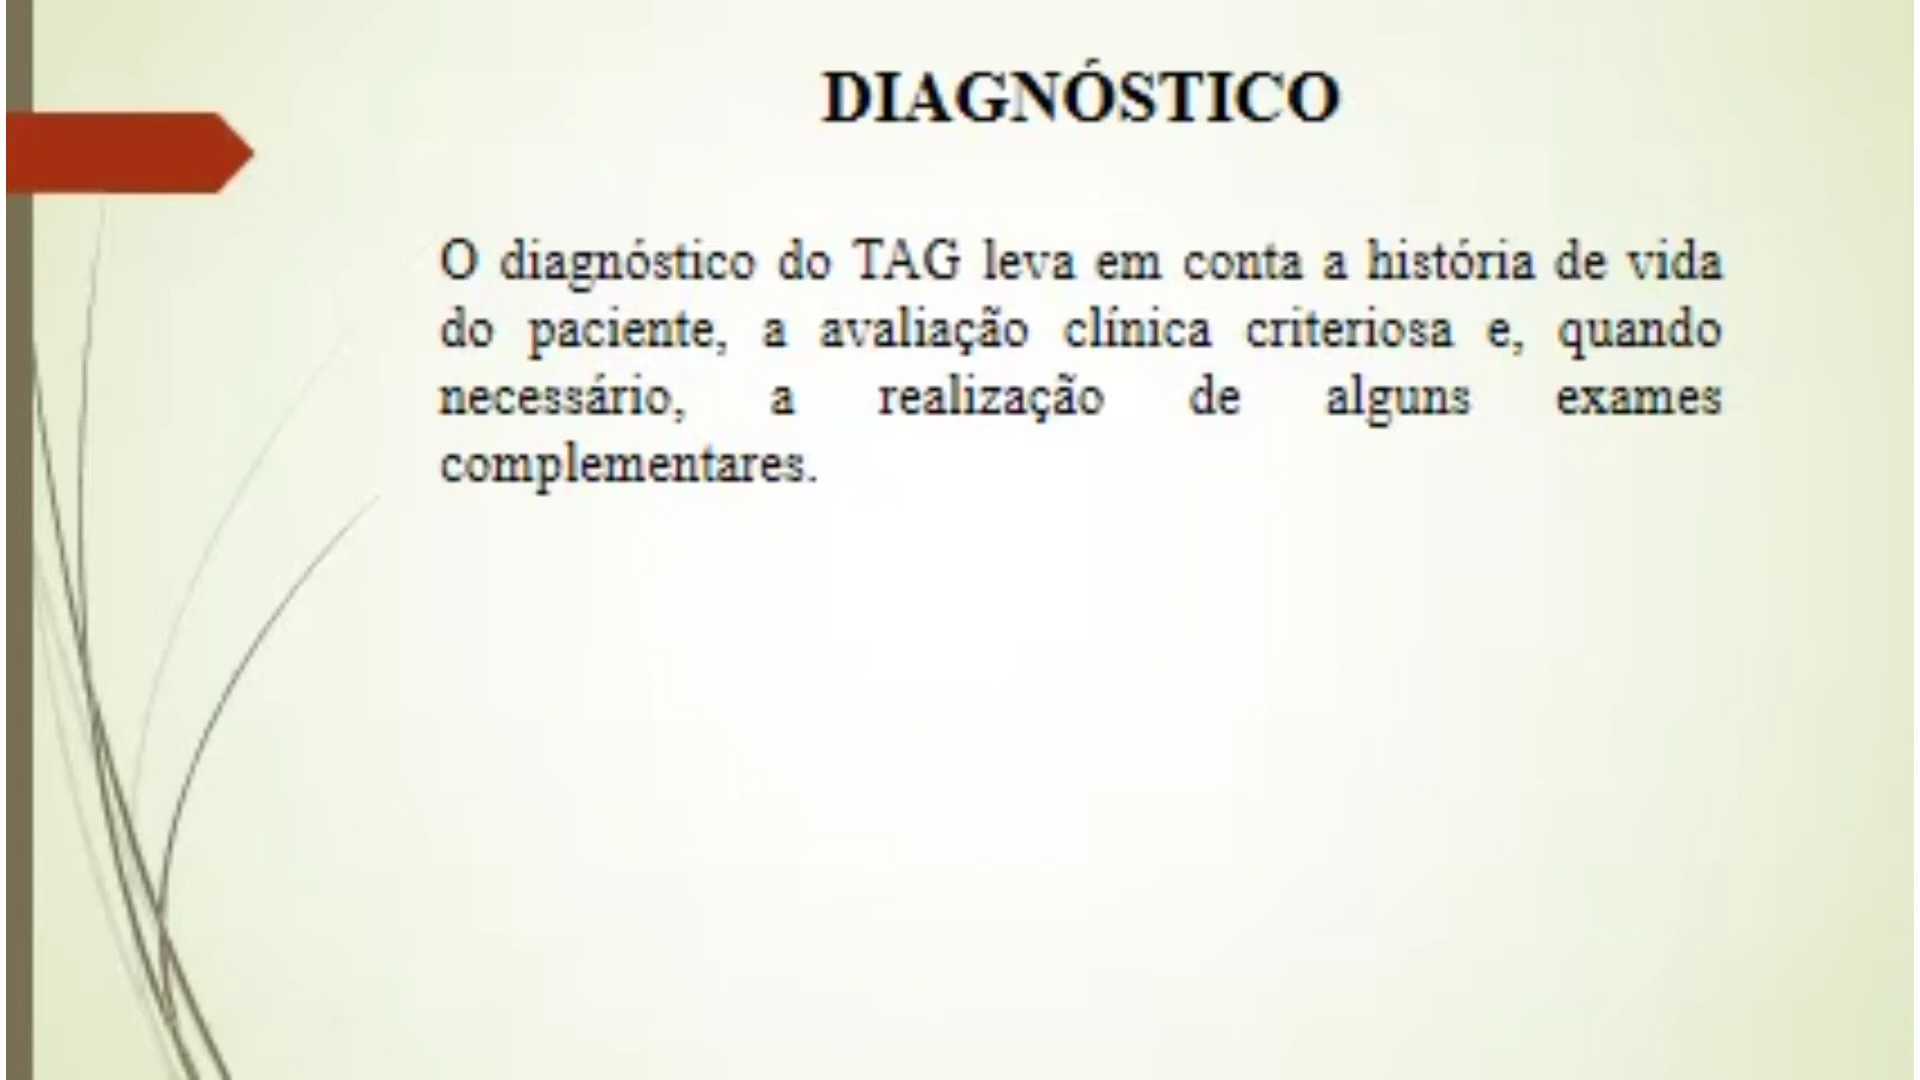 DIAGNÓSTICO
O diagnóstico do TAG leva em conta a história de vida
do paciente, a avaliação clínica criteriosa e, quando
necessário, a realização de alguns exames
complementares.